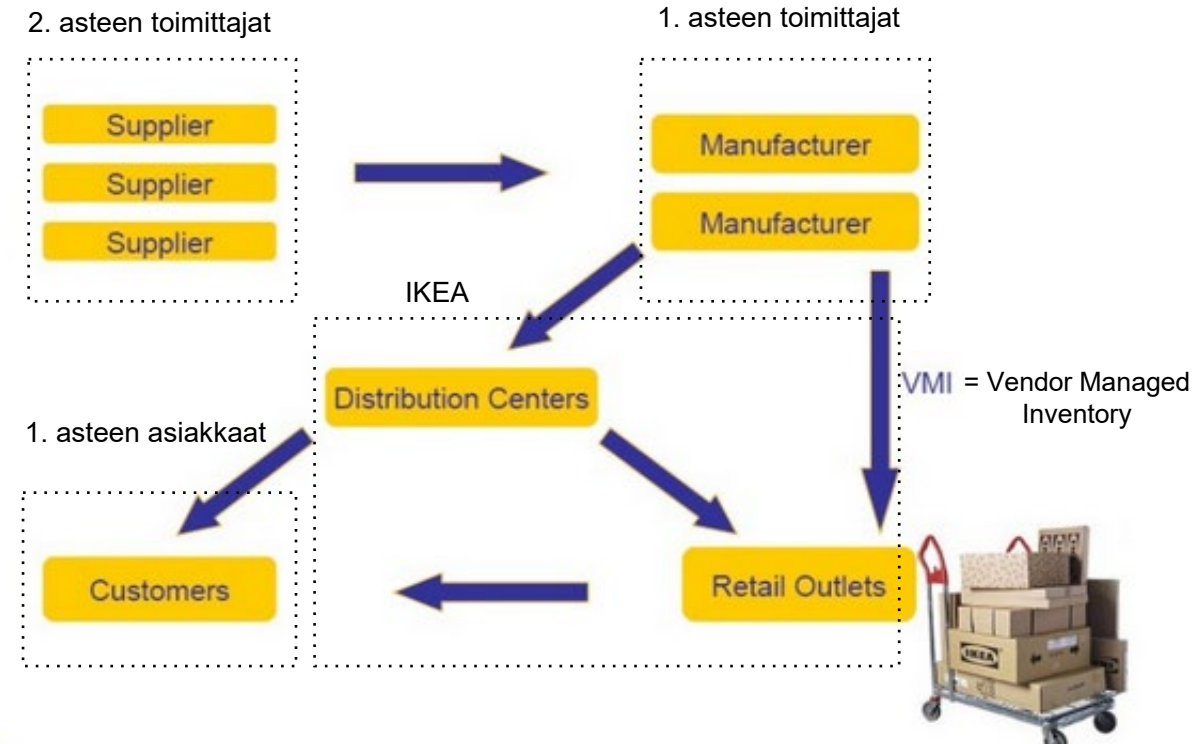 2. asteen toimittajat
1. asteen toimittajat
Supplier
Supplier
Supplier
Manufacturer
Manufacturer
IKEA
Distribution Centers
VMI = Vendor Managed
Inventory
1. asteen asiakkaat
Customers
Retail Outlets
IKEA